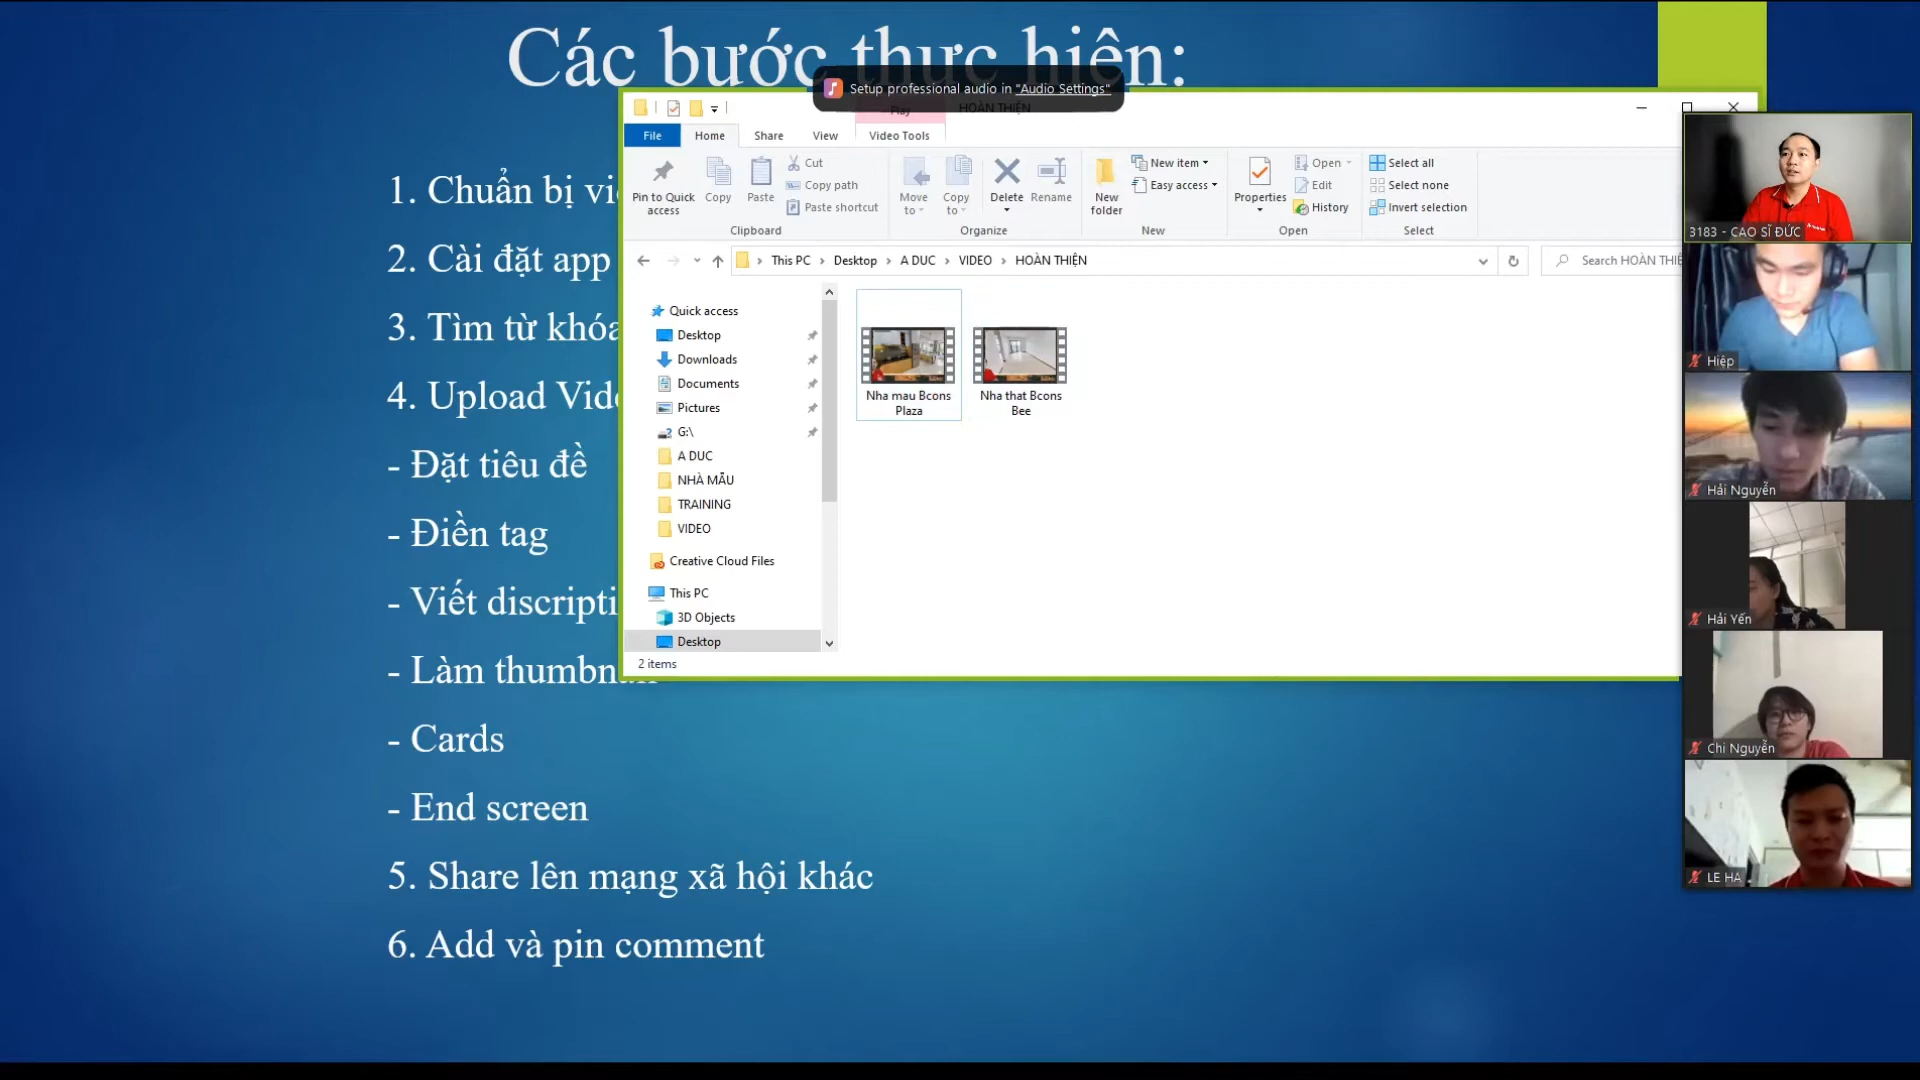 Các bước thực hiện:
Setup professional audio in "Audio Settings"
Play
HOÀN THIỆN
File Home Share View Video Tools
Pin to Quick access
Copy
Paste
Cut
Copy path
Paste shortcut
Clipboard
Move to
Copy to
Delete
Rename
Organize
New folder
New item
Easy access
New
Properties
Open
Edit
History
Open
Select all
Select none
Invert selection
Select
This PC > Desktop > A DUC > VIDEO > HOÀN THIỆN
Search HOÀN THIỆ
Quick access
Desktop
Downloads
Documents
Pictures
G:\
A DUC
NHÀ MẪU
TRAINING
VIDEO
Creative Cloud Files
This PC
3D Objects
Desktop
2 items
Nha mau Bcons
Plaza
Nha that Bcons
Bee
1. Chuẩn bị vi
2. Cài đặt app
3. Tìm từ khóa
4. Upload Vid
- Đặt tiêu đề
- Điền tag
- Viết discripti
- Làm thumbnail
- Cards
- End screen
5. Share lên mạng xã hội khác
6. Add và pin comment
3183 - CAO SĨ ĐỨC
Hiệp
Hải Nguyễn
Hải Yến
Chi Nguyễn
LE HA